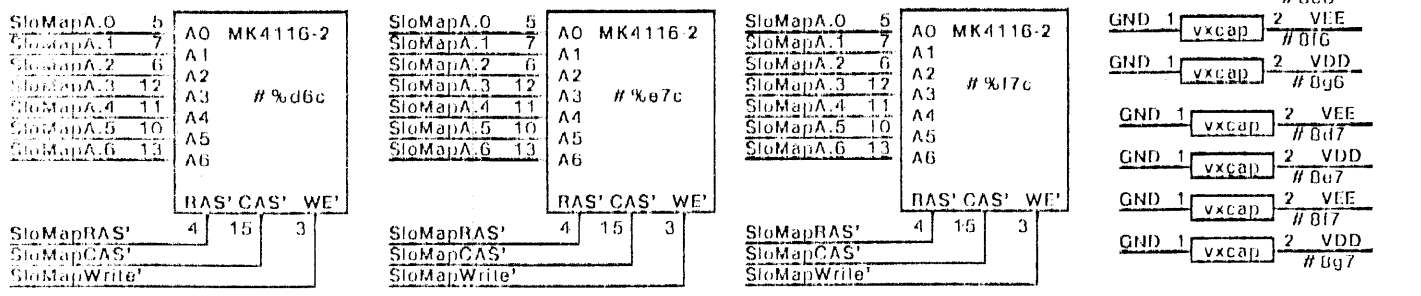 SloMapA.0 5
SloMapA.1 7
SloMapA.2 6
SloMapA.3 12
SloMapA.4 11
SloMapA.5 10
SloMapA.6 13
A0 MK4116-2
A1
A2
A3 # %d6c
A4
A5
A6
RAS' CAS' WE'
4 15 3
SloMapRAS'
SloMapCAS'
SloMapWrite'
SloMapA.0 5
SloMapA.1 7
SloMapA.2 6
SloMapA.3 12
SloMapA.4 11
SloMapA.5 10
SloMapA.6 13
A0 MK4116-2
A1
A2
A3 # %e7c
A4
A5
A6
RAS' CAS' WE'
4 15 3
SloMapRAS'
SloMapCAS'
SloMapWrite'
SloMapA.0 5
SloMapA.1 7
SloMapA.2 6
SloMapA.3 12
SloMapA.4 11
SloMapA.5 10
SloMapA.6 13
A0 MK4116-2
A1
A2 # %f7c
A3
A4
A5
A6
RAS' CAS' WE'
4 15 3
SloMapRAS'
SloMapCAS'
SloMapWrite'
GND 1 vxcap 2 VEE
# 8f6
GND 1 vxcap 2 VDD
# 8g6
GND 1 vxcap 2 VEE
# 8d7
GND 1 vxcap 2 VDD
# 8e7
GND 1 vxcap 2 VEE
# 8f7
GND 1 vxcap 2 VDD
# 8g7